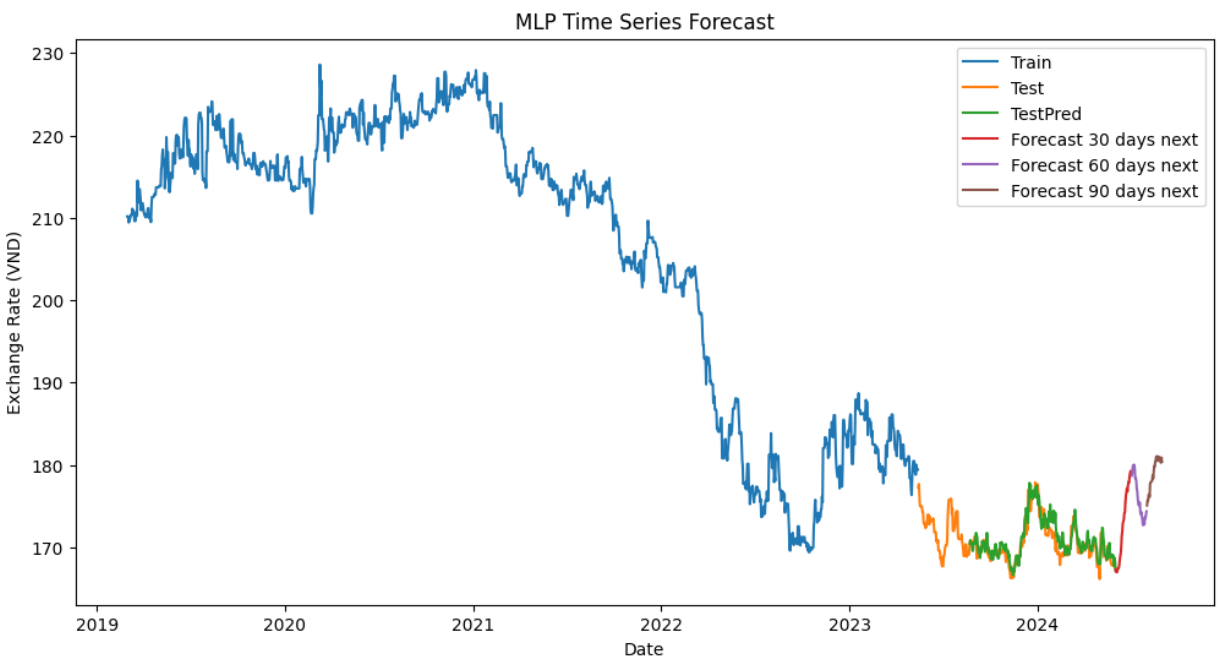 MLP Time Series Forecast
Train
Test
TestPred
Forecast 30 days next
Forecast 60 days next
Forecast 90 days next
230
220
210
200
190
180
170
Exchange Rate (VND)
2019
2020
2021
2022
2023
2024
Date